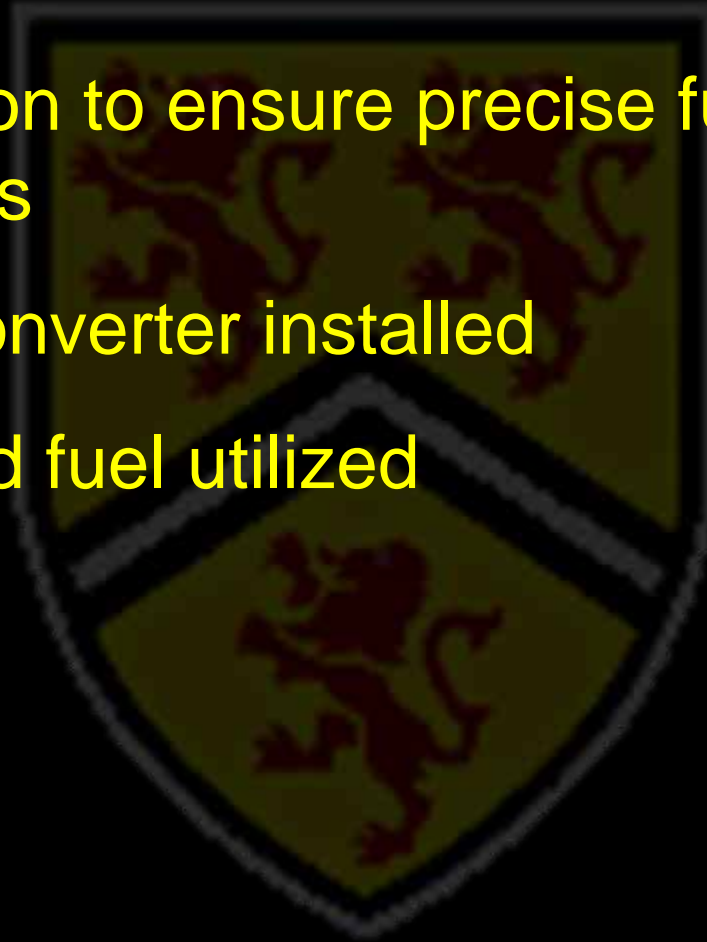 on to ensure precise fu
s
onverter installed
d fuel utilized